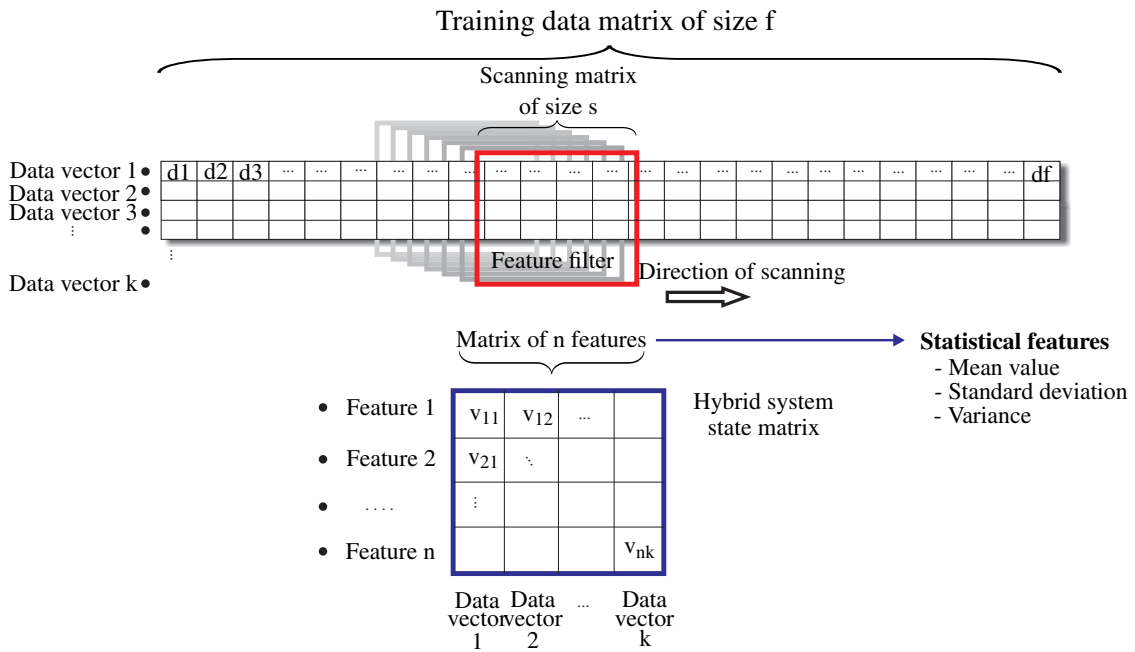 Training data matrix of size f
Scanning matrix
of size s
Data vector 1 • d1 d2 d3 ... ... ... ... ... ... ... ... ... ... ... ... ... ... ... ... ... ... df
Data vector 2 •
Data vector 3 •
⋮ •
⋮
Data vector k •
Feature filter
Direction of scanning
Matrix of n features
Statistical features
- Mean value
- Standard deviation
- Variance
Hybrid system
state matrix
• Feature 1 v11 v12 ...
• Feature 2 v21 ⋱
• .... ⋮
• Feature n vnk
Data vector 1
Data vector 2
...
Data vector k